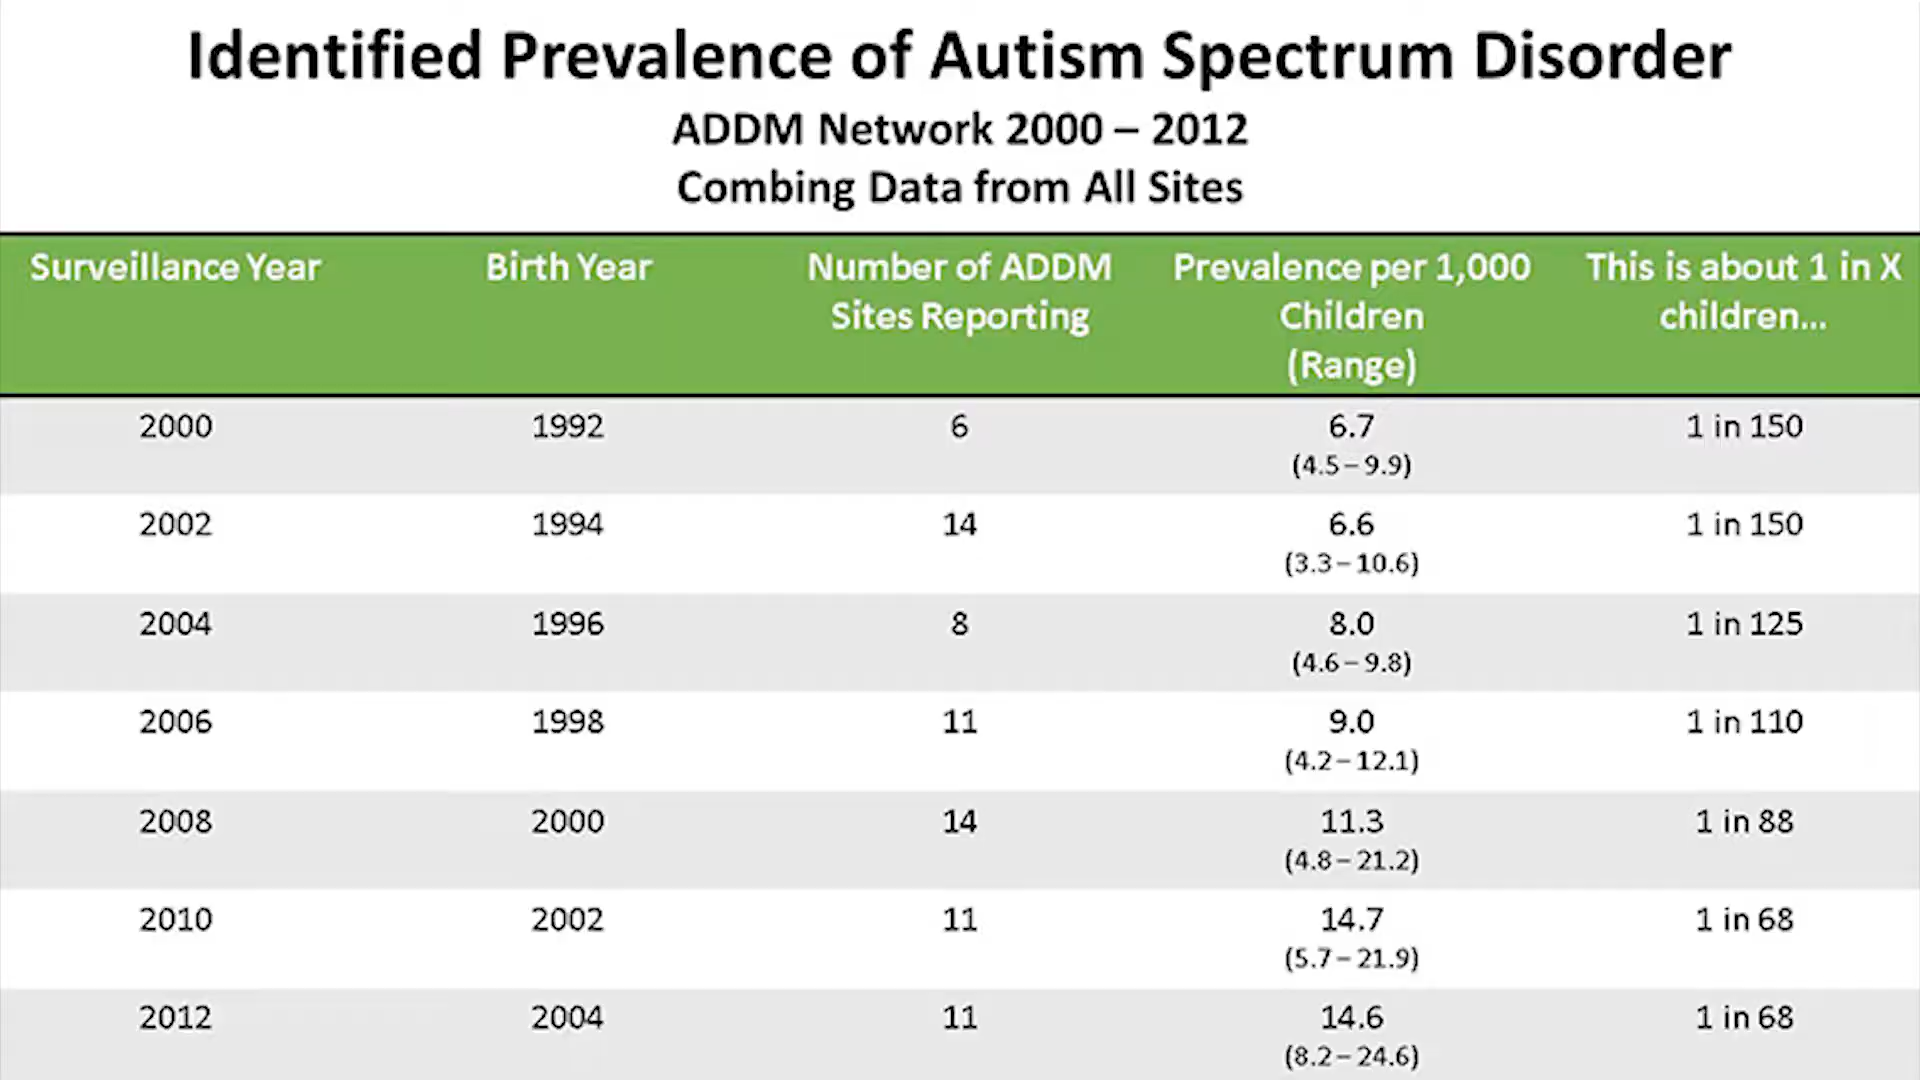 Identified Prevalence of Autism Spectrum Disorder
ADDM Network 2000 – 2012
Combing Data from All Sites
Surveillance Year Birth Year Number of ADDM Sites Reporting Prevalence per 1,000 Children (Range) This is about 1 in X children...
2000 1992 6 6.7 1 in 150
(4.5 – 9.9)
2002 1994 14 6.6 1 in 150
(3.3 – 10.6)
2004 1996 8 8.0 1 in 125
(4.6 – 9.8)
2006 1998 11 9.0 1 in 110
(4.2 – 12.1)
2008 2000 14 11.3 1 in 88
(4.8 – 21.2)
2010 2002 11 14.7 1 in 68
(5.7 – 21.9)
2012 2004 11 14.6 1 in 68
(8.2 – 24.6)